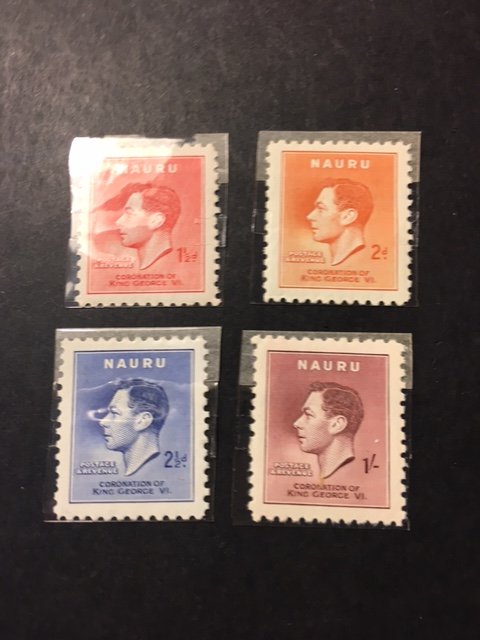 NAURU
1½d.
POSTAGE
& REVENUE
CORONATION OF
KING GEORGE VI.
NAURU
2d.
POSTAGE
& REVENUE
CORONATION OF
KING GEORGE VI.
NAURU
2½d.
POSTAGE
& REVENUE
CORONATION OF
KING GEORGE VI.
NAURU
1/-
POSTAGE
& REVENUE
CORONATION OF
KING GEORGE VI.